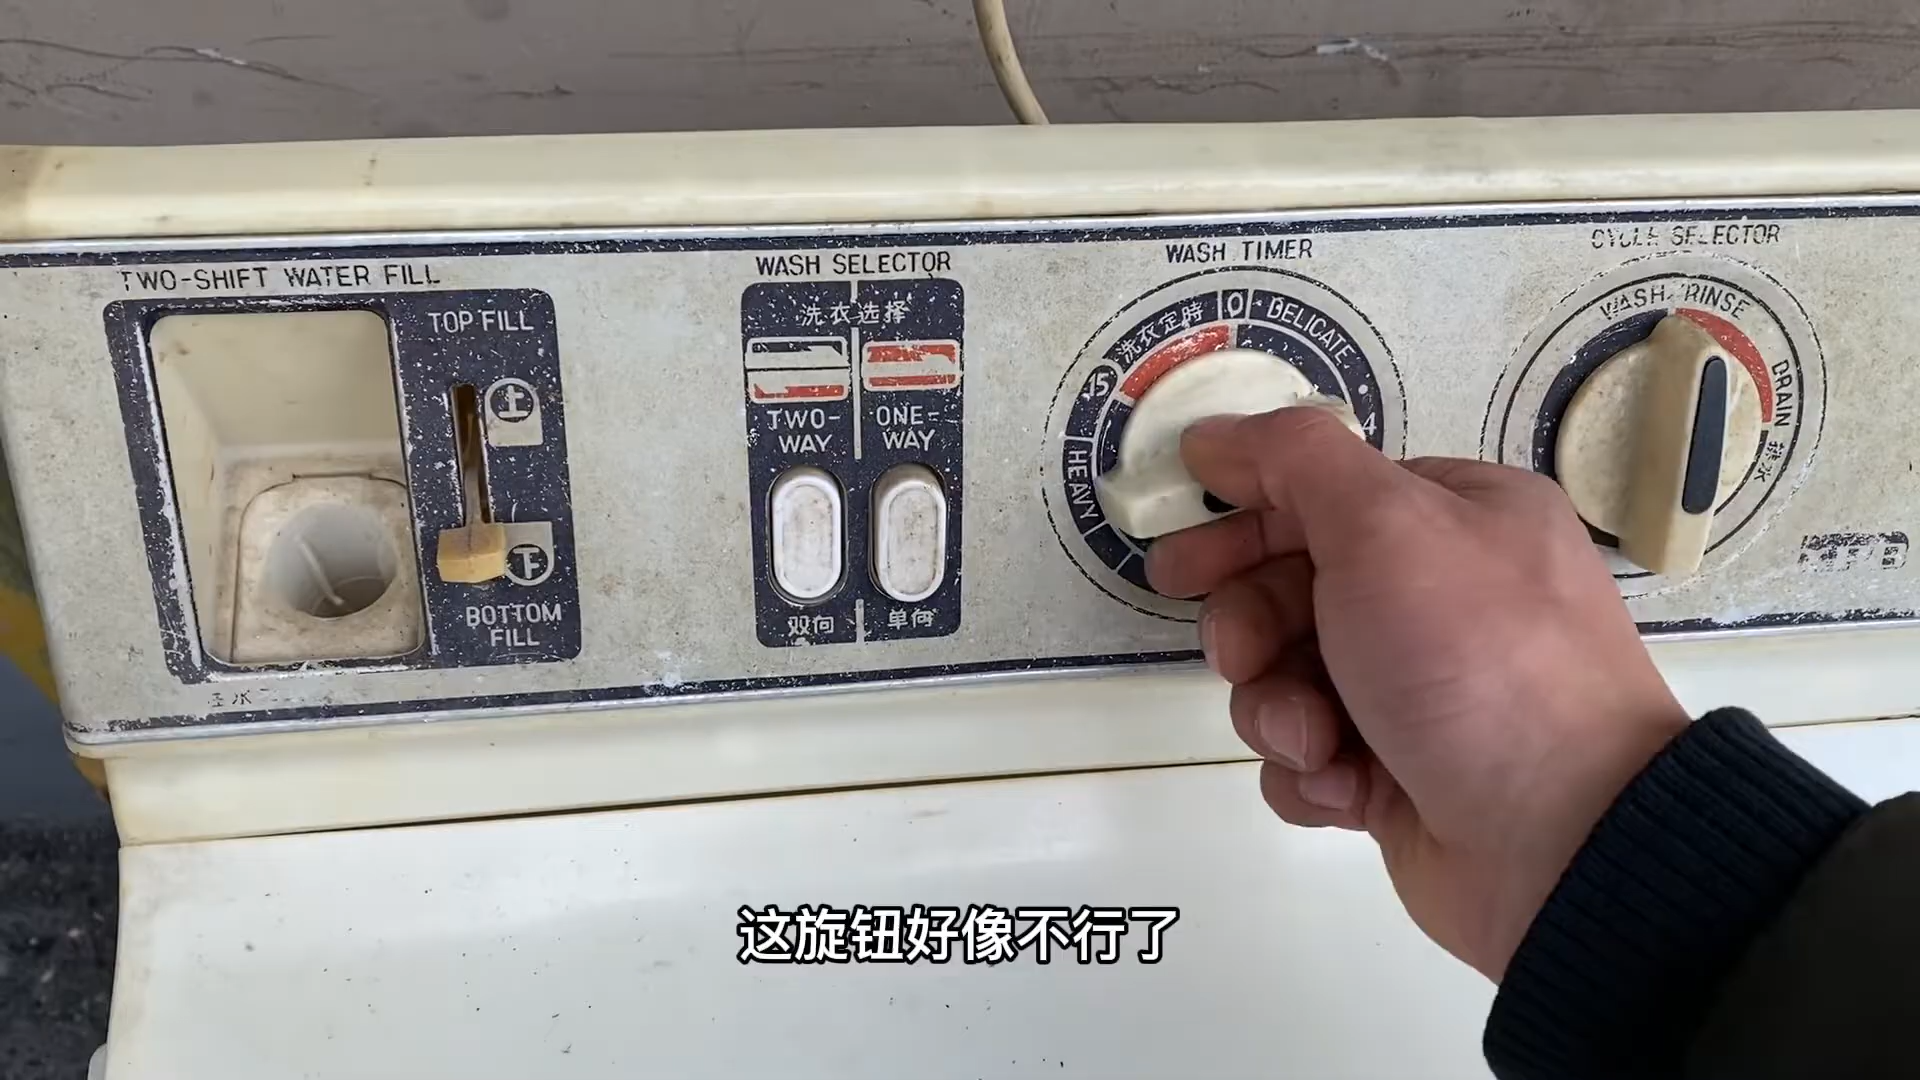 TWO-SHIFT WATER FILL
TOP FILL
上
下
BOTTOM
FILL
WASH SELECTOR
洗衣选择
TWO-
WAY
ONE-
WAY
双向
单向
WASH TIMER
洗衣定時
0
DELICATE
15
4
HEAVY
CYCLE SELECTOR
WASH/RINSE
DRAIN
排水
这旋钮好像不行了